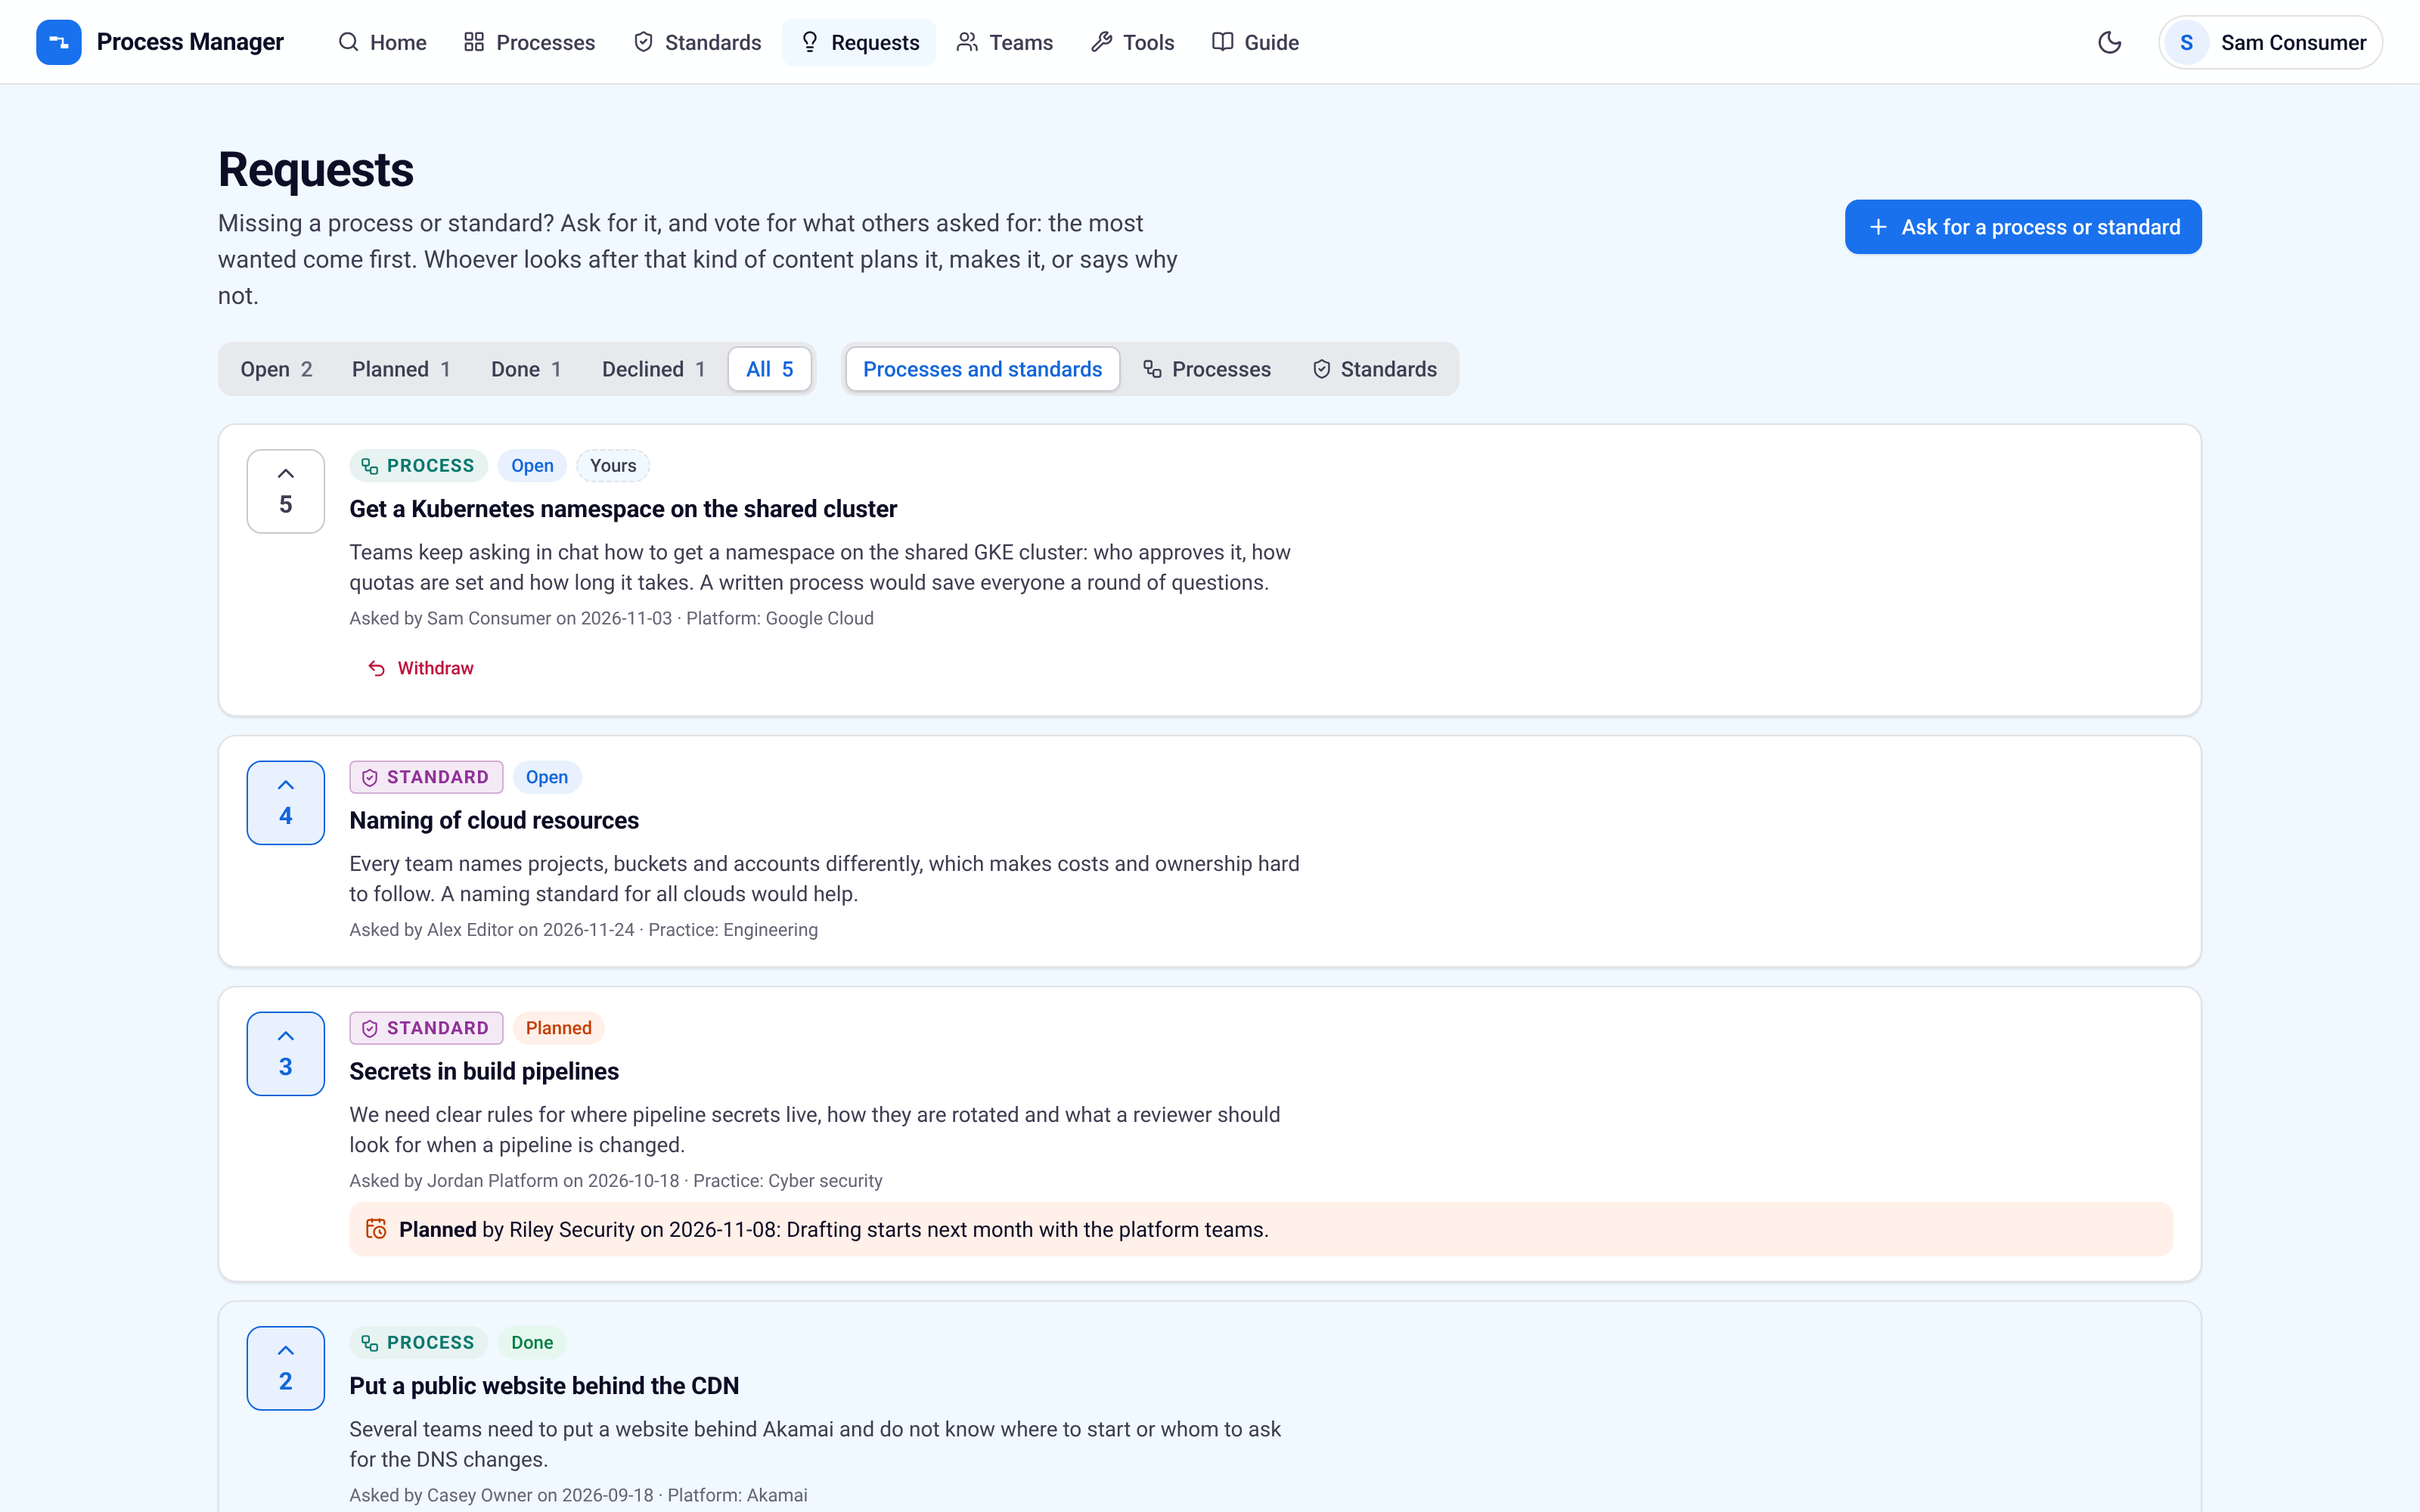 Process Manager
Home
Processes
Standards
Requests
Teams
Tools
Guide
S
Sam Consumer
Requests
Missing a process or standard? Ask for it, and vote for what others asked for: the most
wanted come first. Whoever looks after that kind of content plans it, makes it, or says why
not.
Ask for a process or standard
Open 2
Planned 1
Done 1
Declined 1
All 5
Processes and standards
Processes
Standards
5
PROCESS
Open
Yours
Get a Kubernetes namespace on the shared cluster
Teams keep asking in chat how to get a namespace on the shared GKE cluster: who approves it, how
quotas are set and how long it takes. A written process would save everyone a round of questions.
Asked by Sam Consumer on 2026-11-03 · Platform: Google Cloud
Withdraw
4
STANDARD
Open
Naming of cloud resources
Every team names projects, buckets and accounts differently, which makes costs and ownership hard
to follow. A naming standard for all clouds would help.
Asked by Alex Editor on 2026-11-24 · Practice: Engineering
3
STANDARD
Planned
Secrets in build pipelines
We need clear rules for where pipeline secrets live, how they are rotated and what a reviewer should
look for when a pipeline is changed.
Asked by Jordan Platform on 2026-10-18 · Practice: Cyber security
Planned by Riley Security on 2026-11-08: Drafting starts next month with the platform teams.
2
PROCESS
Done
Put a public website behind the CDN
Several teams need to put a website behind Akamai and do not know where to start or whom to ask
for the DNS changes.
Asked by Casey Owner on 2026-09-18 · Platform: Akamai